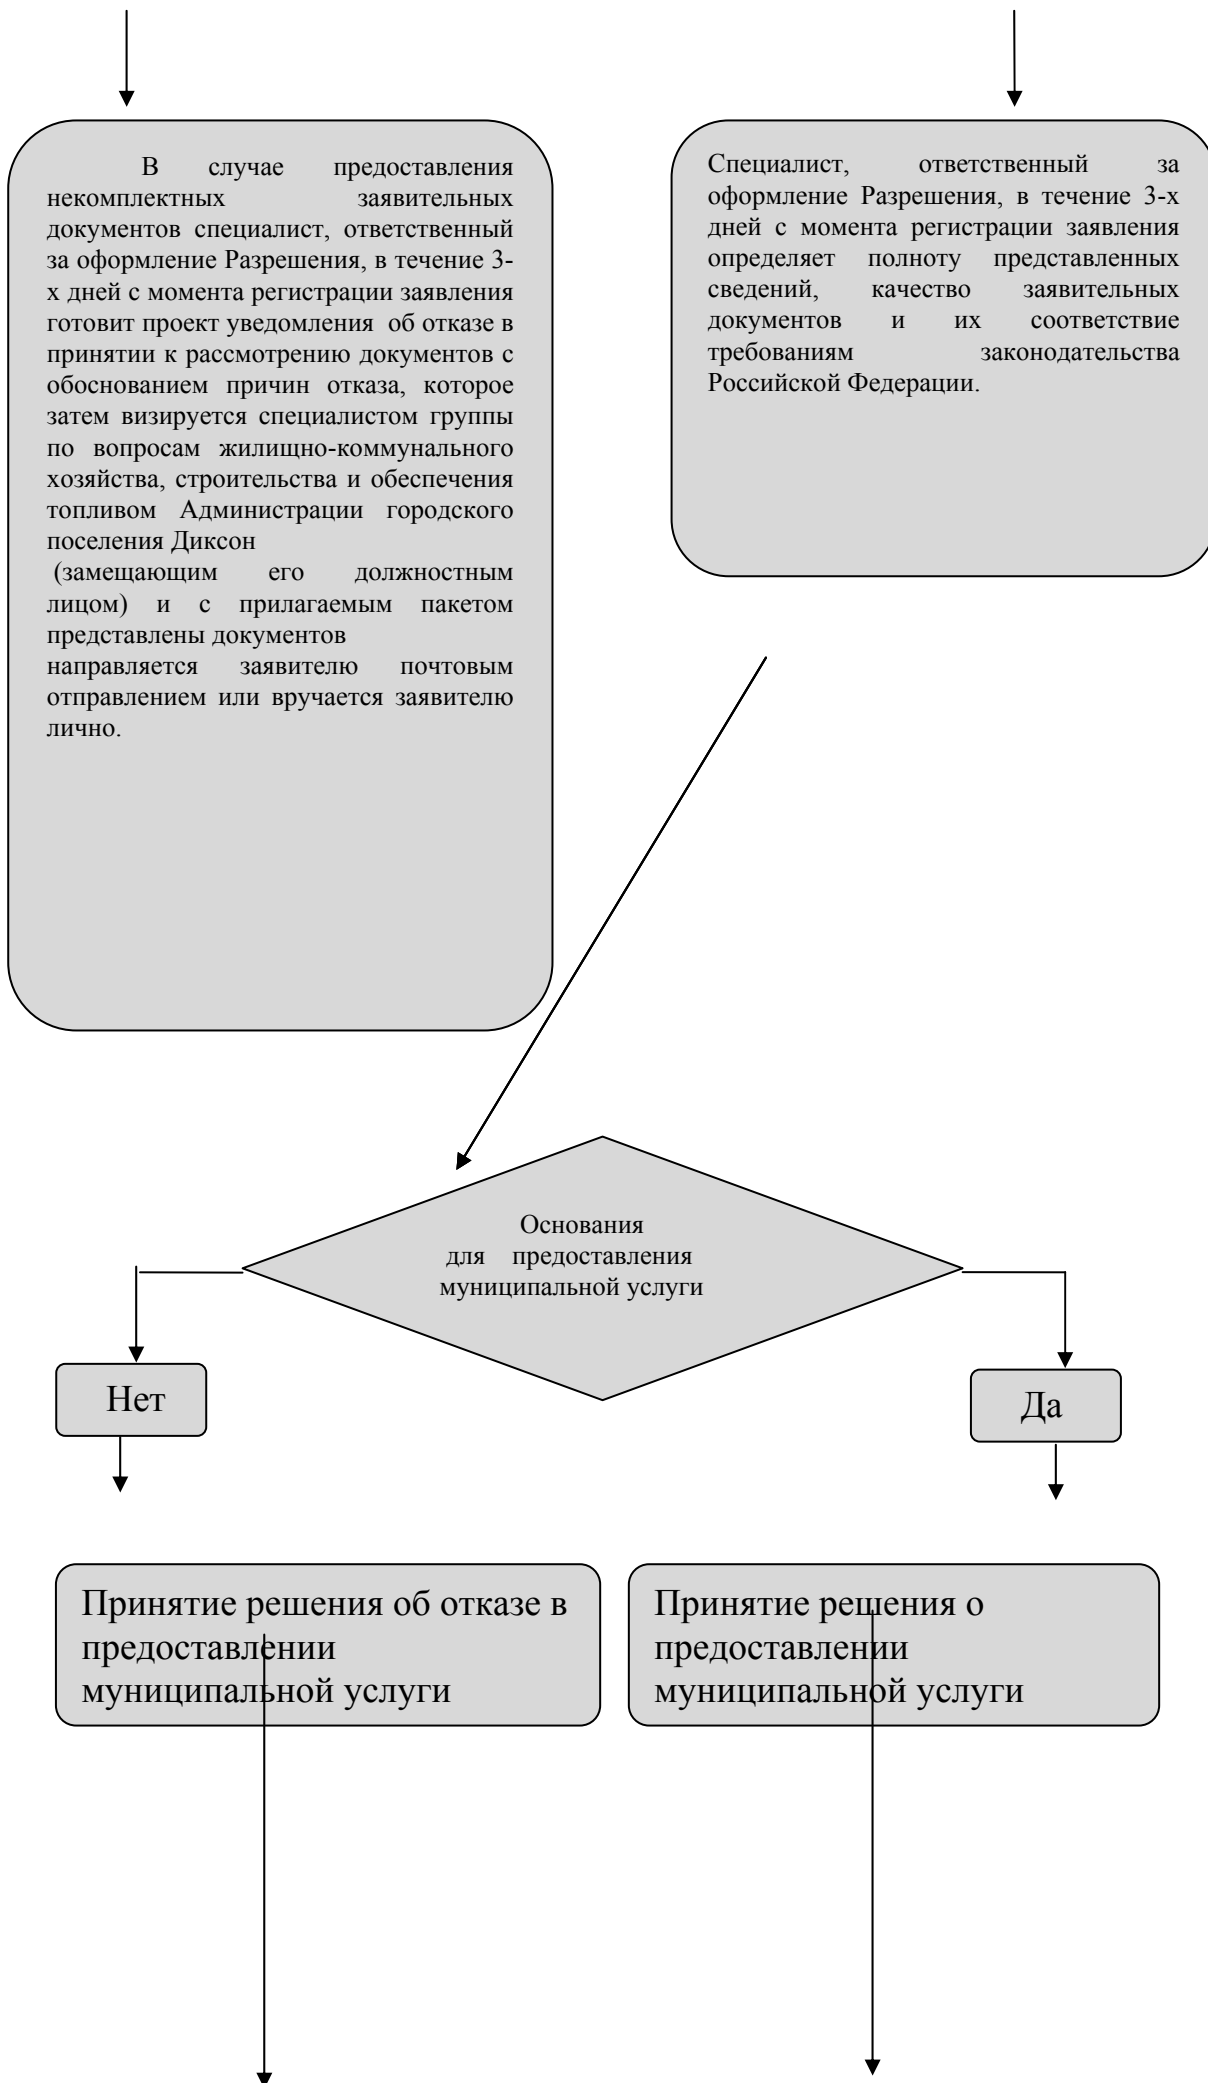 В случае предоставления
некомплектных заявительных
документов специалист, ответственный
за оформление Разрешения, в течение 3-
х дней с момента регистрации заявления
готовит проект уведомления об отказе в
принятии к рассмотрению документов с
обоснованием причин отказа, которое
затем визируется специалистом группы
по вопросам жилищно-коммунального
хозяйства, строительства и обеспечения
топливом Администрации городского
поселения Диксон
(замещающим его должностным
лицом) и с прилагаемым пакетом
представлены документов
направляется заявителю почтовым
отправлением или вручается заявителю
лично.
Специалист, ответственный за
оформление Разрешения, в течение 3-х
дней с момента регистрации заявления
определяет полноту представленных
сведений, качество заявительных
документов и их соответствие
требованиям законодательства
Российской Федерации.
Основания
для предоставления
муниципальной услуги
Нет
Да
Принятие решения об отказе в
предоставлении
муниципальной услуги
Принятие решения о
предоставлении
муниципальной услуги